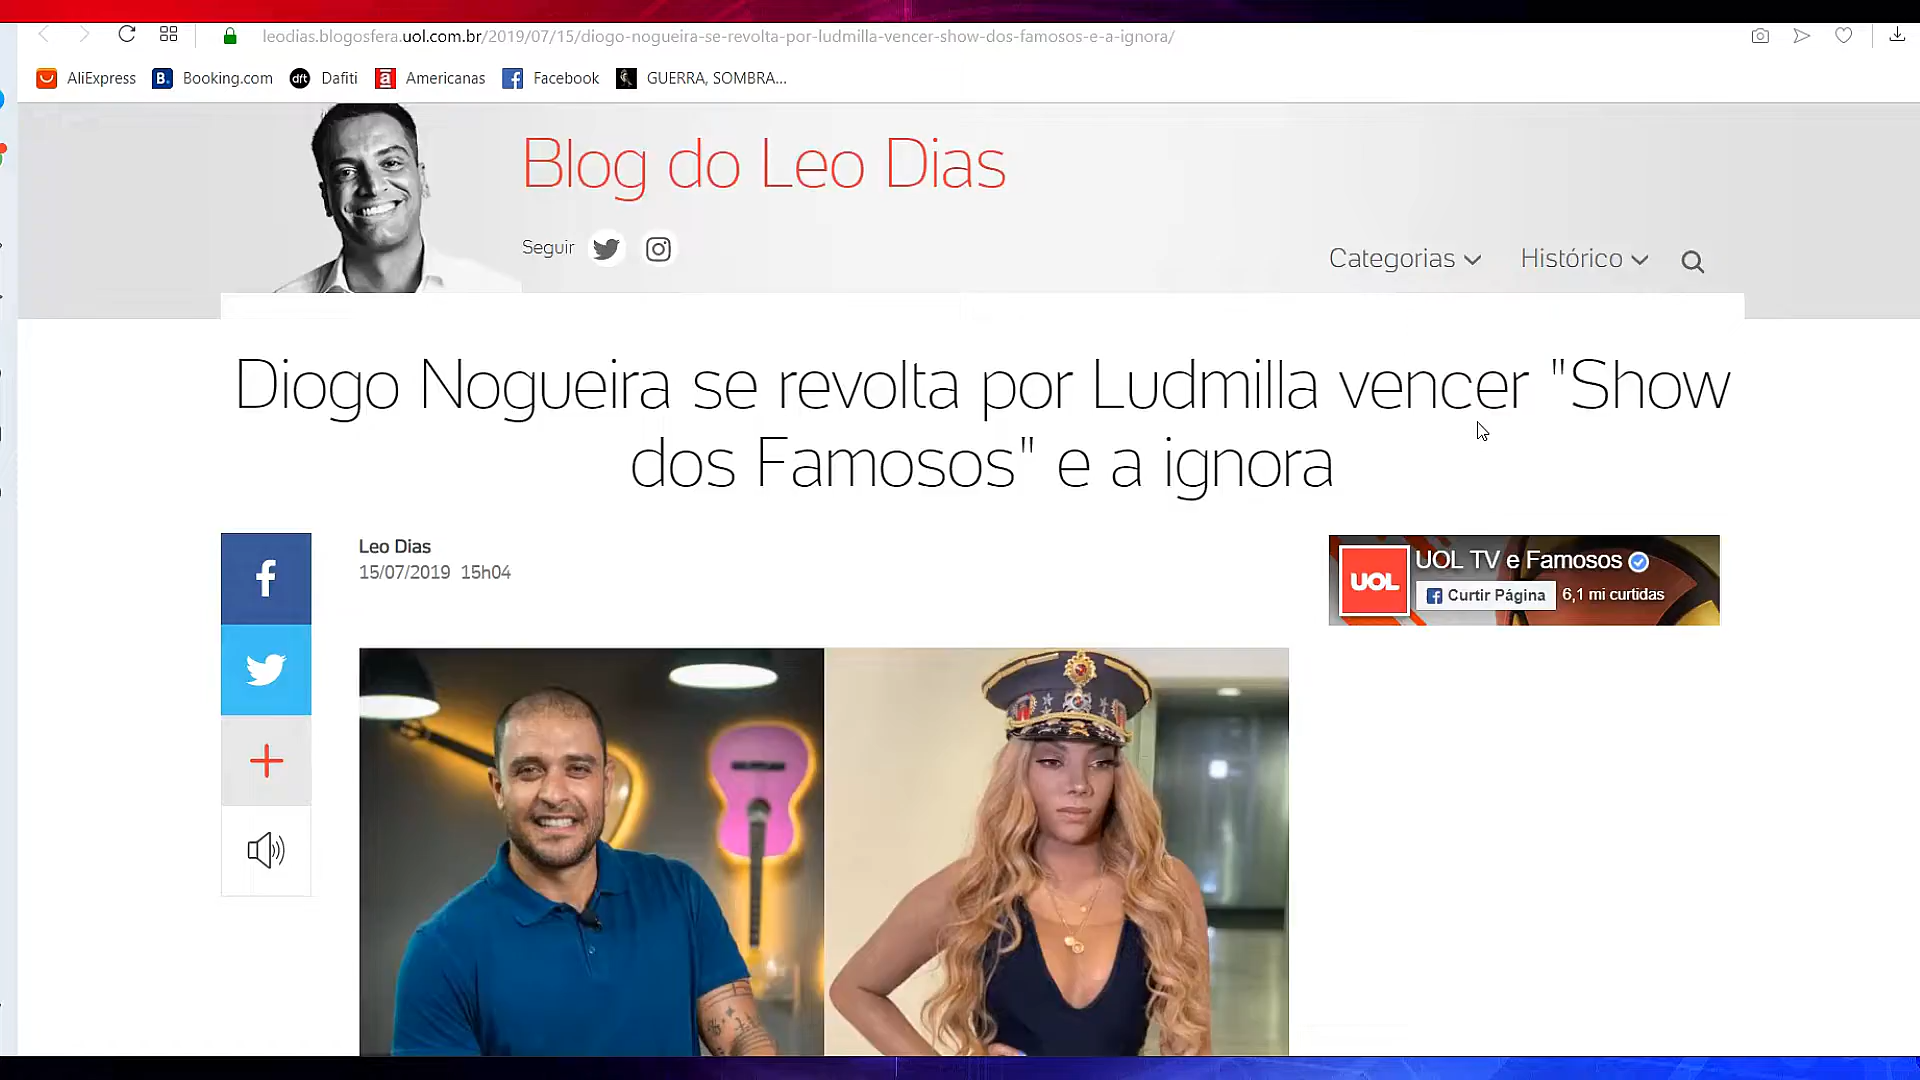 leodias.blogosfera.uol.com.br/2019/07/15/diogo-nogueira-se-revolta-por-ludmilla-vencer-show-dos-famosos-e-a-ignora/
AliExpress B. Booking.com dft Dafiti a Americanas f Facebook GUERRA, SOMBRA...
Blog do Leo Dias
Seguir
Categorias Histórico
Diogo Nogueira se revolta por Ludmilla vencer "Show
dos Famosos" e a ignora
Leo Dias
15/07/2019 15h04
UOL
UOL TV e Famosos
Curtir Página 6,1 mi curtidas